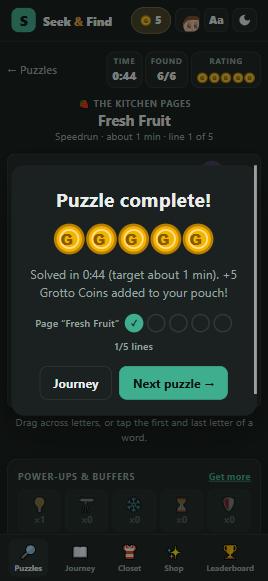 S Seek & Find G 5 Aa
← Puzzles
TIME
0:44
FOUND
6/6
RATING
G G G G G
THE KITCHEN PAGES
Fresh Fruit
Speedrun · about 1 min · line 1 of 5
Puzzle complete!
G G G G G
Solved in 0:44 (target about 1 min). +5
Grotto Coins added to your pouch!
Page “Fresh Fruit” ✓
1/5 lines
Journey
Next puzzle →
Drag across letters, or tap the first and last letter of a
word.
POWER-UPS & BUFFERS Get more
x1 x0 x0 x0 x0
Puzzles Journey Closet Shop Leaderboard